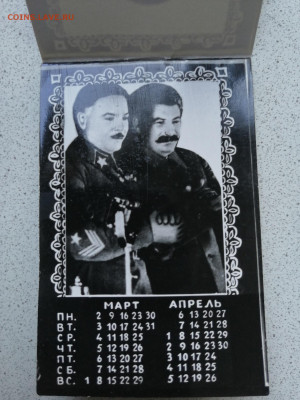 МАРТ АПРЕЛЬ
ПН. 2 9 16 23 30 6 13 20 27
ВТ. 3 10 17 24 31 7 14 21 28
СР. 4 11 18 25 1 8 15 22 29
ЧТ. 5 12 19 26 2 9 16 23 30
ПТ. 6 13 20 27 3 10 17 24
СБ. 7 14 21 28 4 11 18 25
ВС. 1 8 15 22 29 5 12 19 26